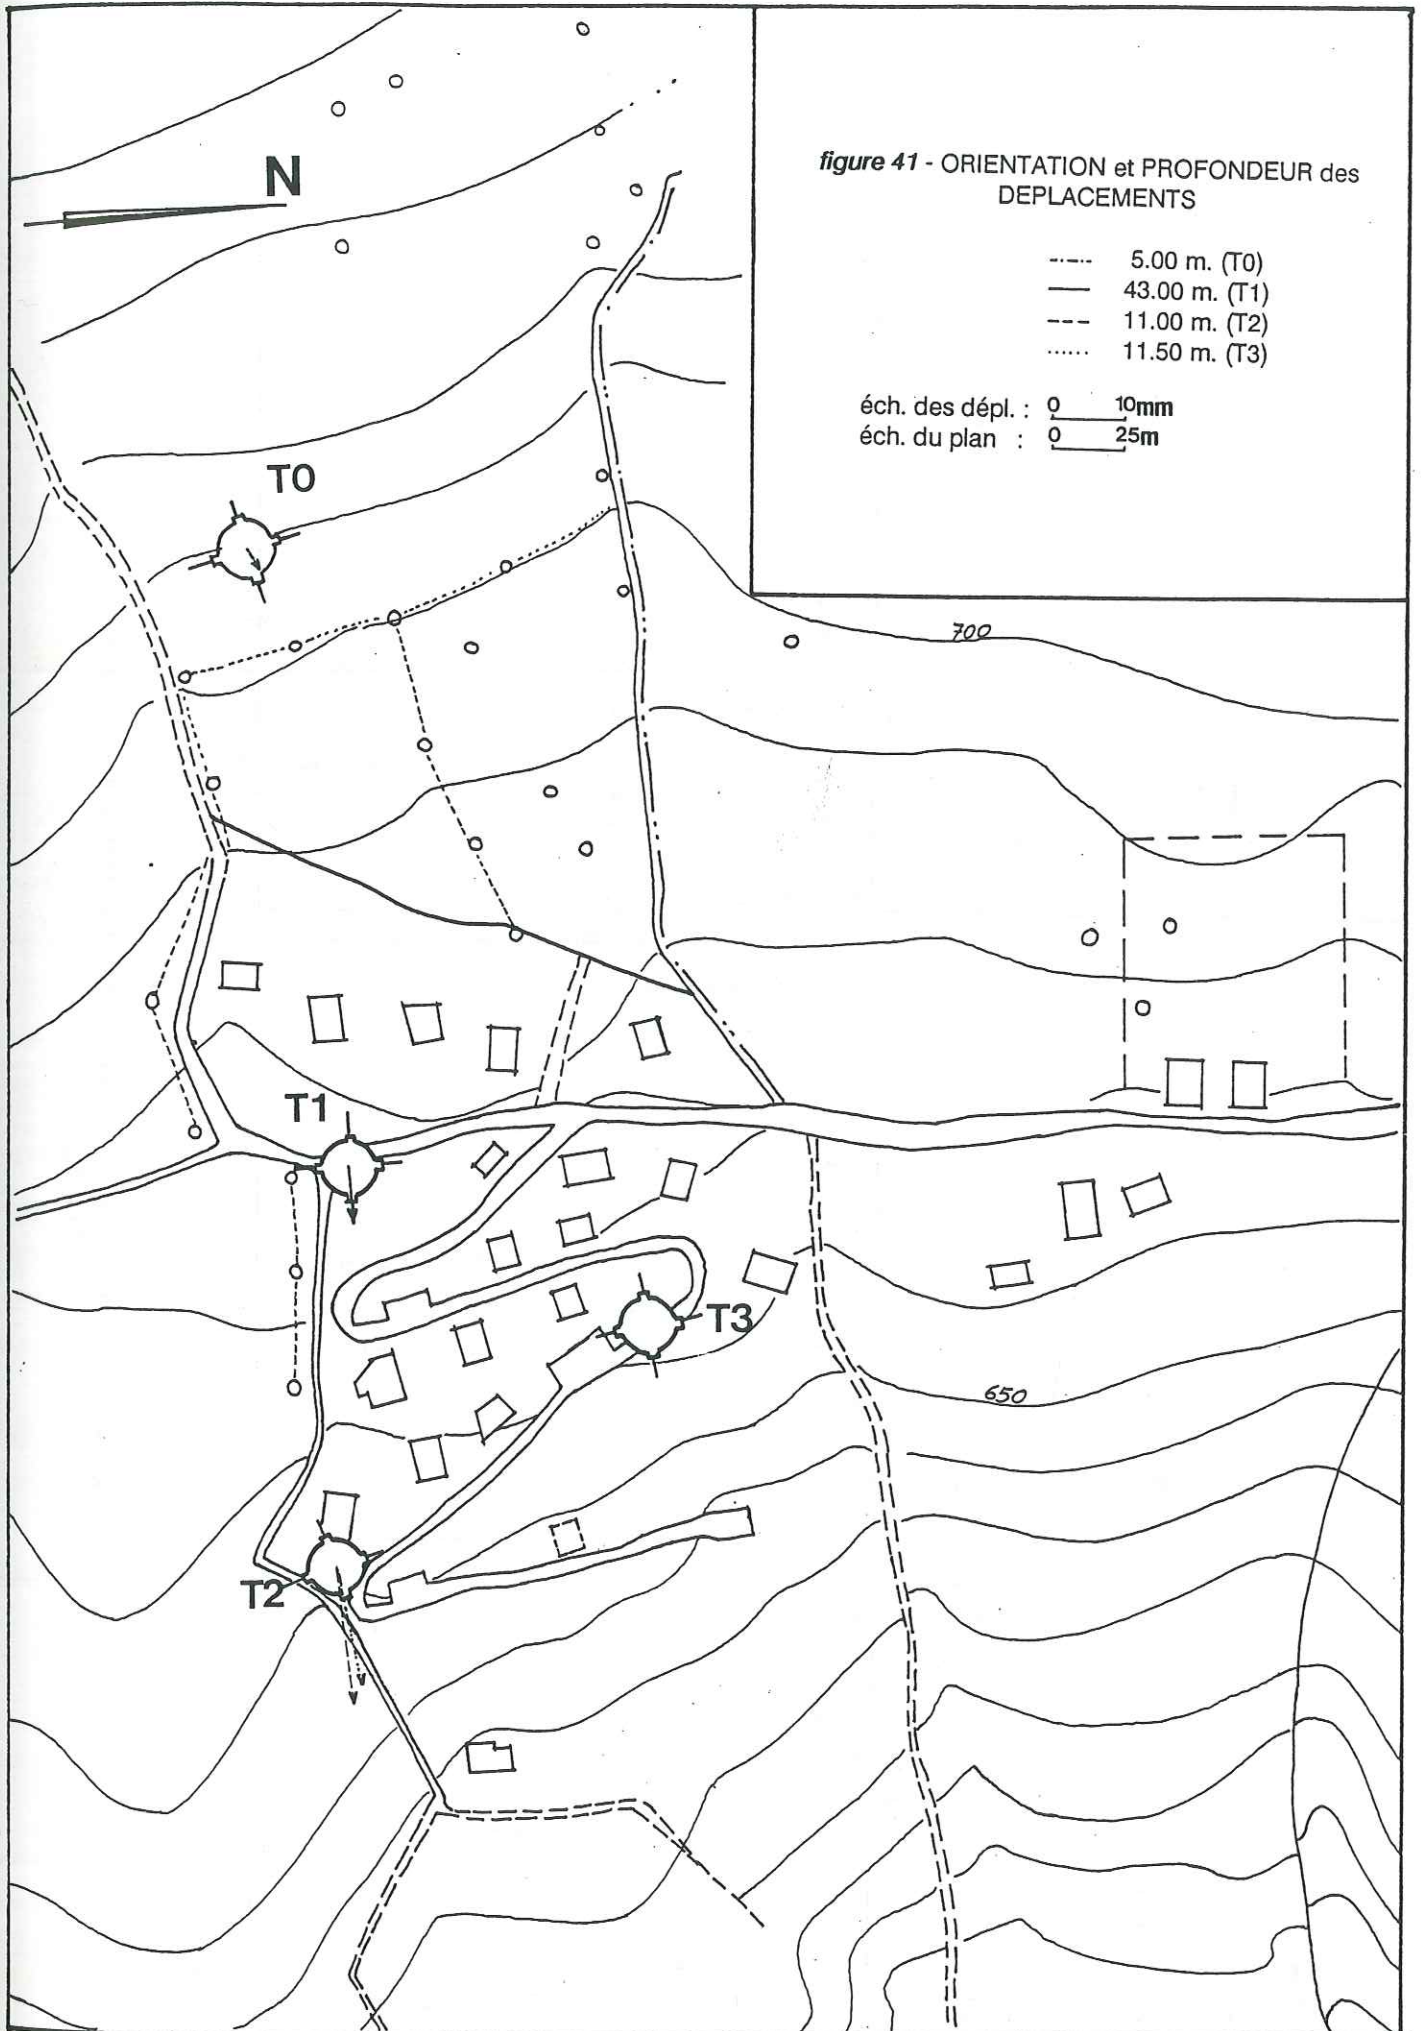 N
figure 41 - ORIENTATION et PROFONDEUR des
DEPLACEMENTS
5.00 m. (T0)
43.00 m. (T1)
11.00 m. (T2)
11.50 m. (T3)
éch. des dépl. : 0 10mm
éch. du plan : 0 25m
T0
700
T1
T3
650
T2